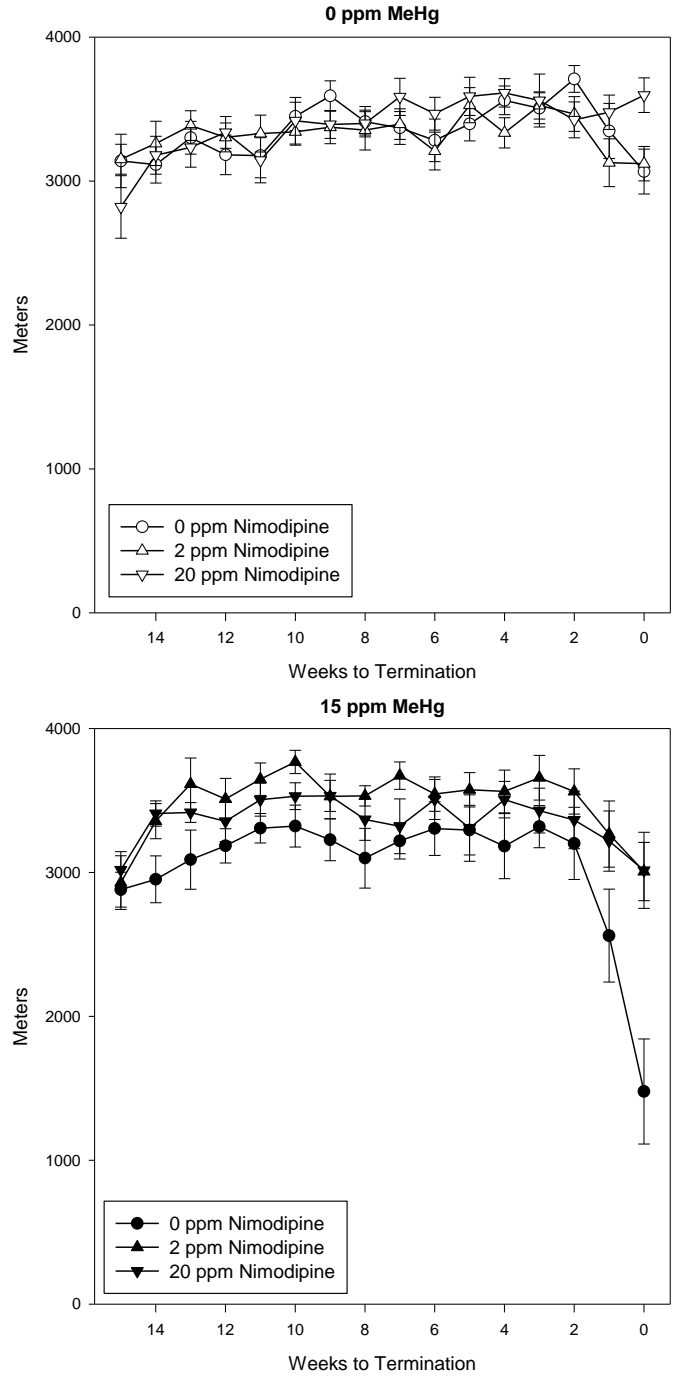 0 ppm MeHg
4000
3000
2000
1000
0
Meters
0 ppm Nimodipine
2 ppm Nimodipine
20 ppm Nimodipine
14 12 10 8 6 4 2 0
Weeks to Termination
15 ppm MeHg
4000
3000
2000
1000
0
Meters
0 ppm Nimodipine
2 ppm Nimodipine
20 ppm Nimodipine
14 12 10 8 6 4 2 0
Weeks to Termination